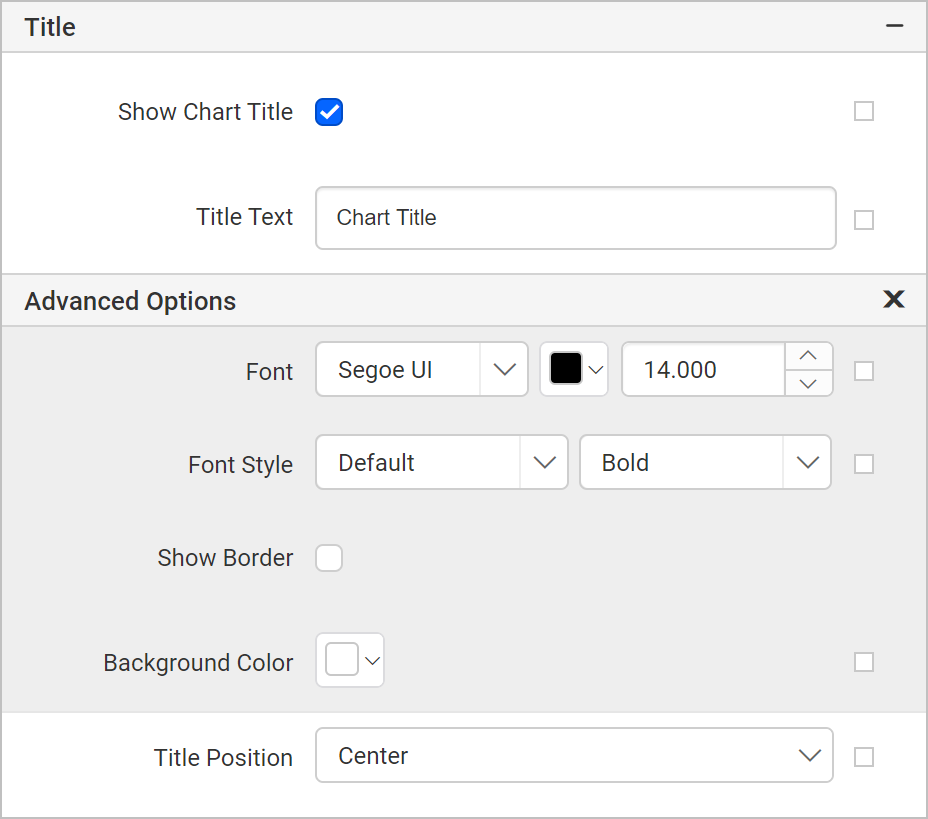 Title
Show Chart Title
Title Text Chart Title
Advanced Options
Font Segoe UI 14.000
Font Style Default Bold
Show Border
Background Color
Title Position Center